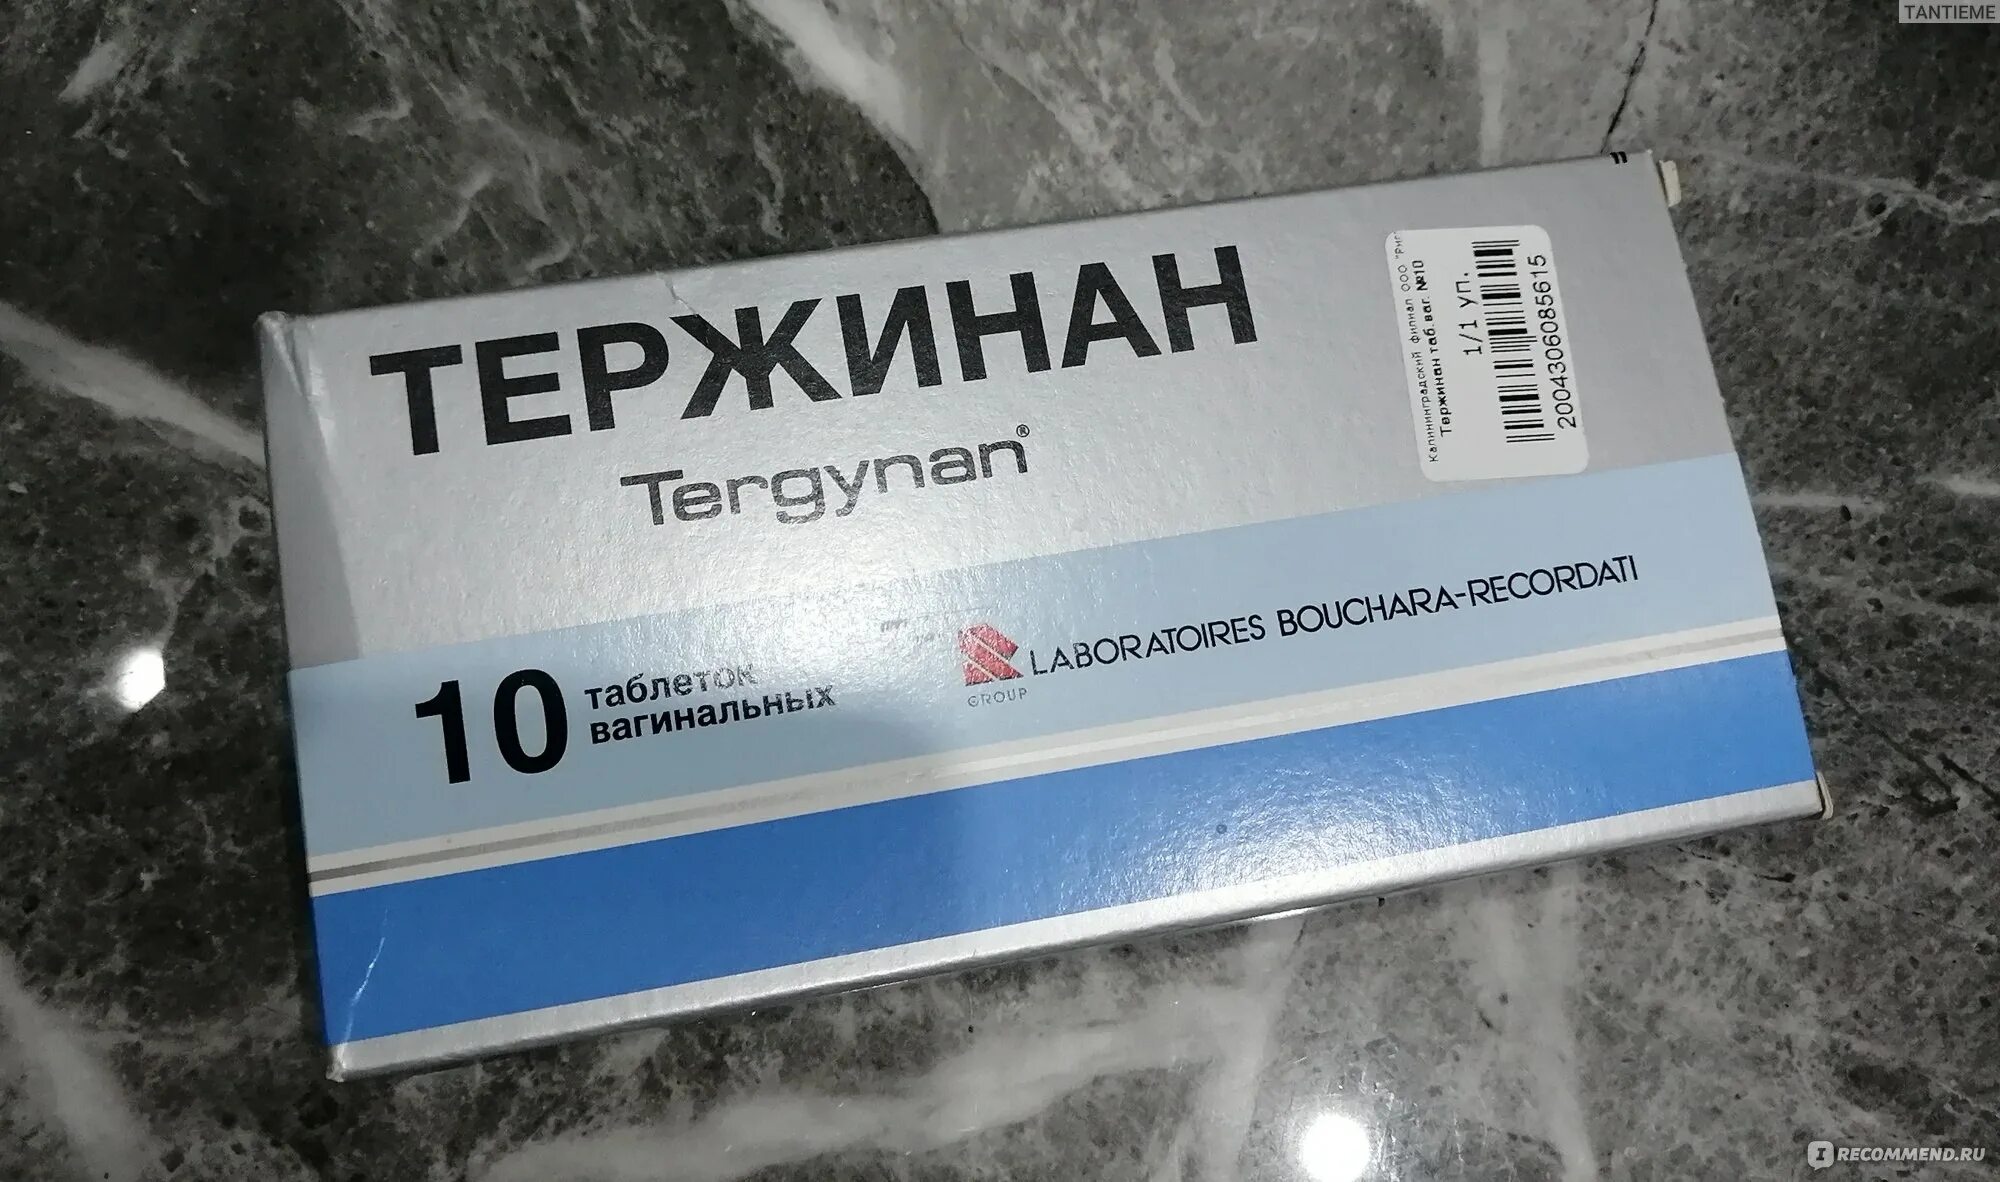 TANTIEME
ТЕРЖИНАН
Tergynan®
Калининградский филиал ООО
Тержинан таб.ваг. №10
1/1 уп.
2004306085615
10 таблеток
вагинальных
LABORATOIRES BOUCHARA-RECORDATI
GROUP
IRECOMMEND.RU